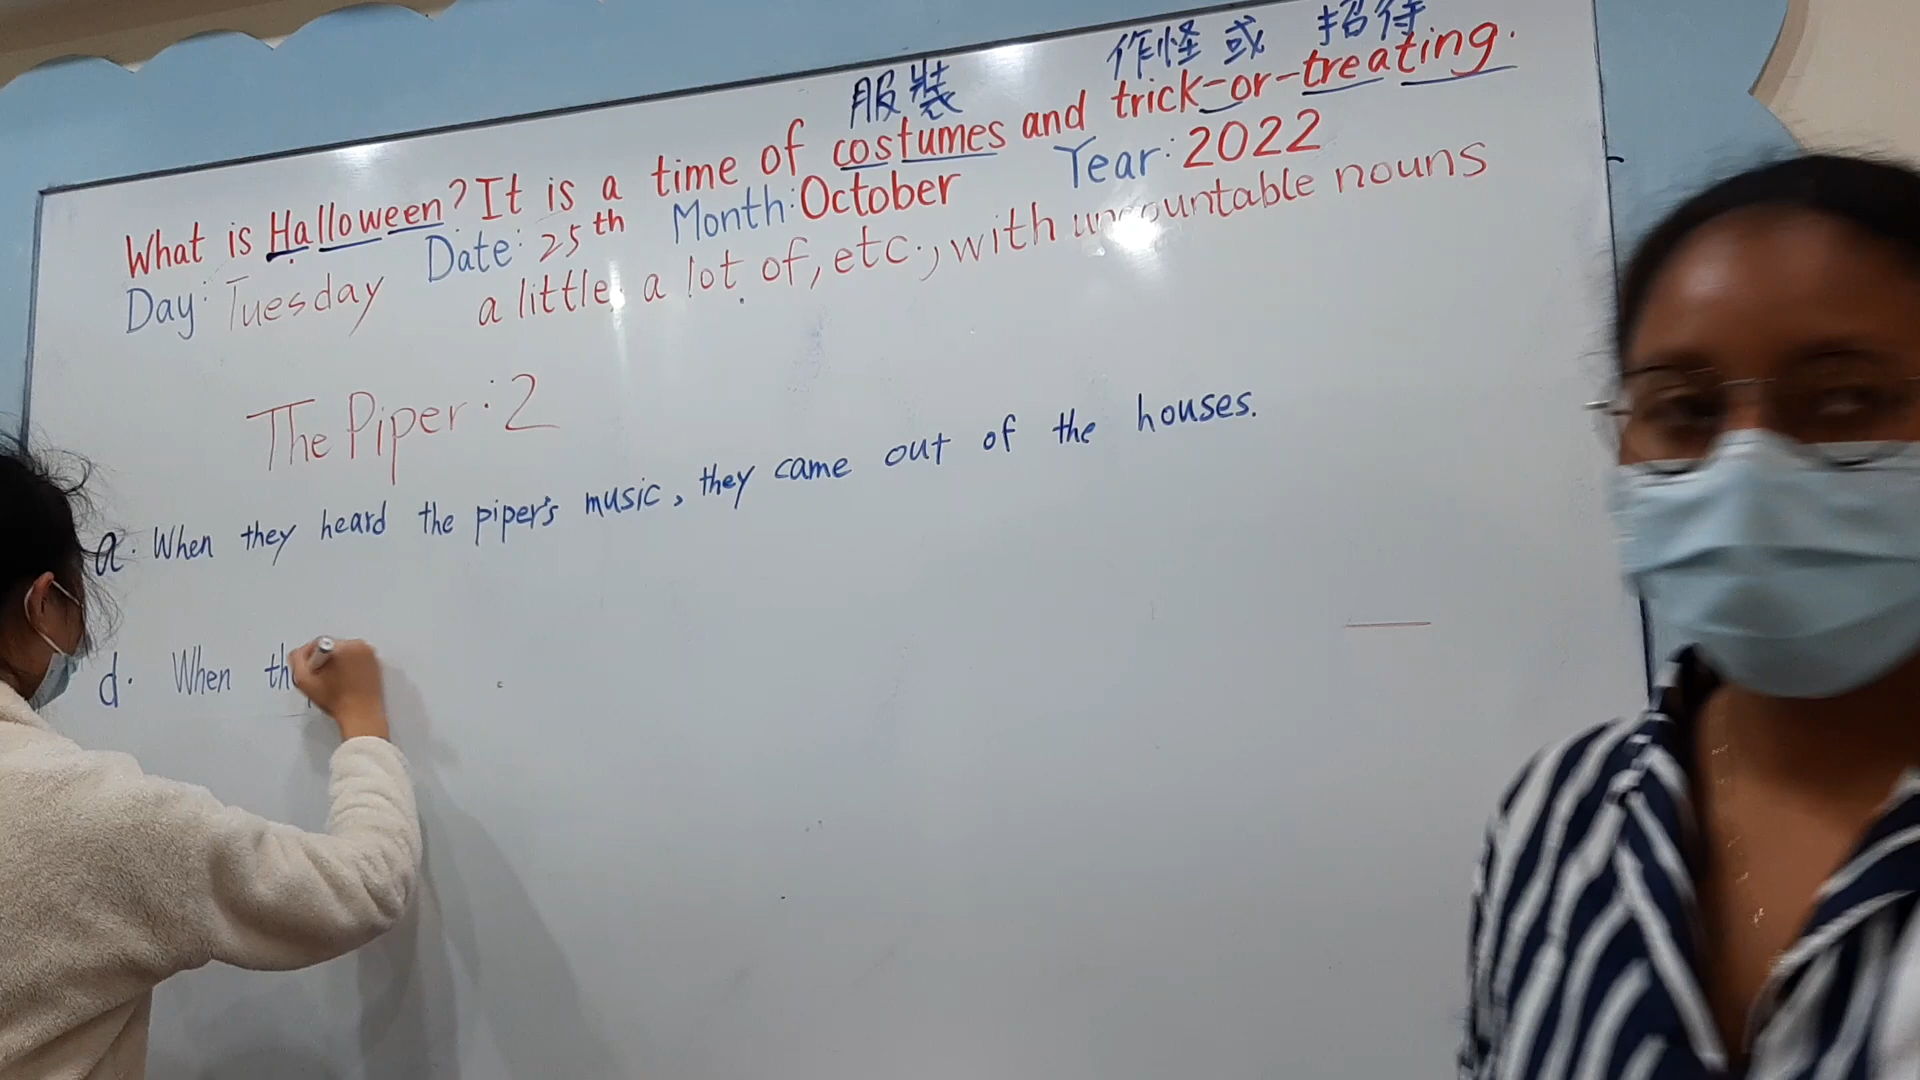 服裝 作怪或 招待
What is Halloween? It is a time of costumes and trick-or-treating.
Day: Tuesday Date: 25th Month: October Year: 2022
a little, a lot of, etc., with uncountable nouns
The Piper: 2
a. When they heard the piper's music, they came out of the houses.
d. When